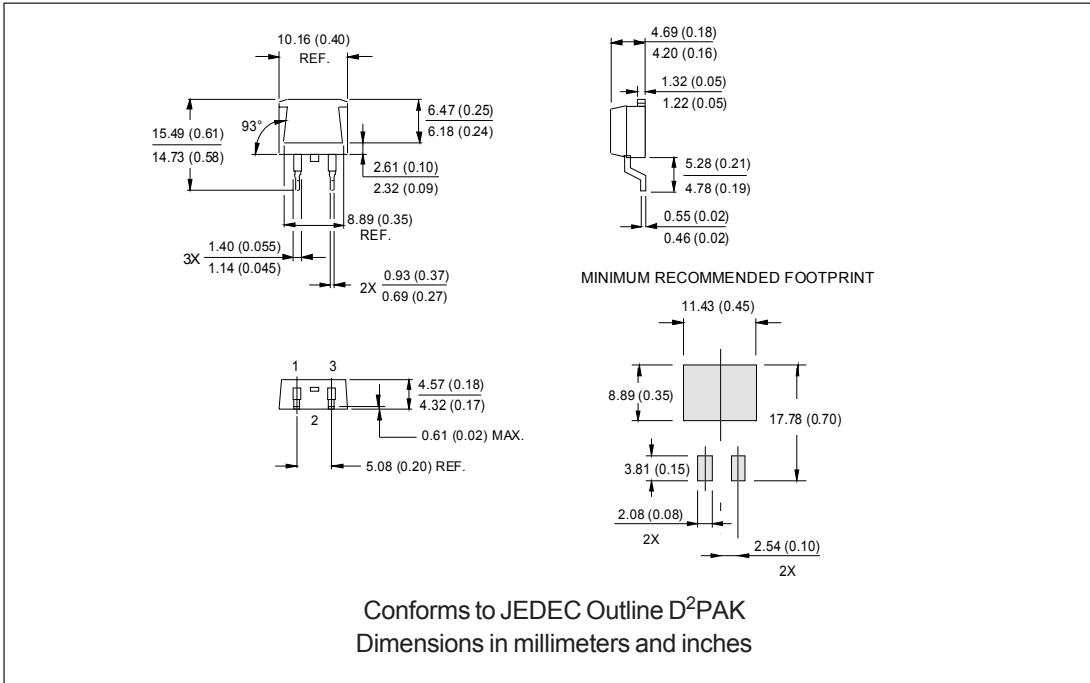 10.16 (0.40)
REF.
93°
15.49 (0.61)
14.73 (0.58)
6.47 (0.25)
6.18 (0.24)
2.61 (0.10)
2.32 (0.09)
8.89 (0.35)
REF.
3X 1.40 (0.055)
1.14 (0.045)
2X 0.93 (0.37)
0.69 (0.27)
4.69 (0.18)
4.20 (0.16)
1.32 (0.05)
1.22 (0.05)
5.28 (0.21)
4.78 (0.19)
0.55 (0.02)
0.46 (0.02)
1 3
2
4.57 (0.18)
4.32 (0.17)
0.61 (0.02) MAX.
5.08 (0.20) REF.
MINIMUM RECOMMENDED FOOTPRINT
11.43 (0.45)
8.89 (0.35)
17.78 (0.70)
3.81 (0.15)
2.08 (0.08)
2X
2.54 (0.10)
2X
Conforms to JEDEC Outline D²PAK
Dimensions in millimeters and inches